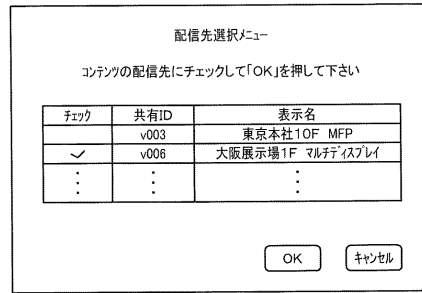 配信先選択メニュー
コンテンツの配信先にチェックして「OK」を押して下さい
チェック 共有ID 表示名
v003 東京本社10F MFP
✓ v006 大阪展示場1F マルチディスプレイ
⋮ ⋮ ⋮
OK キャンセル